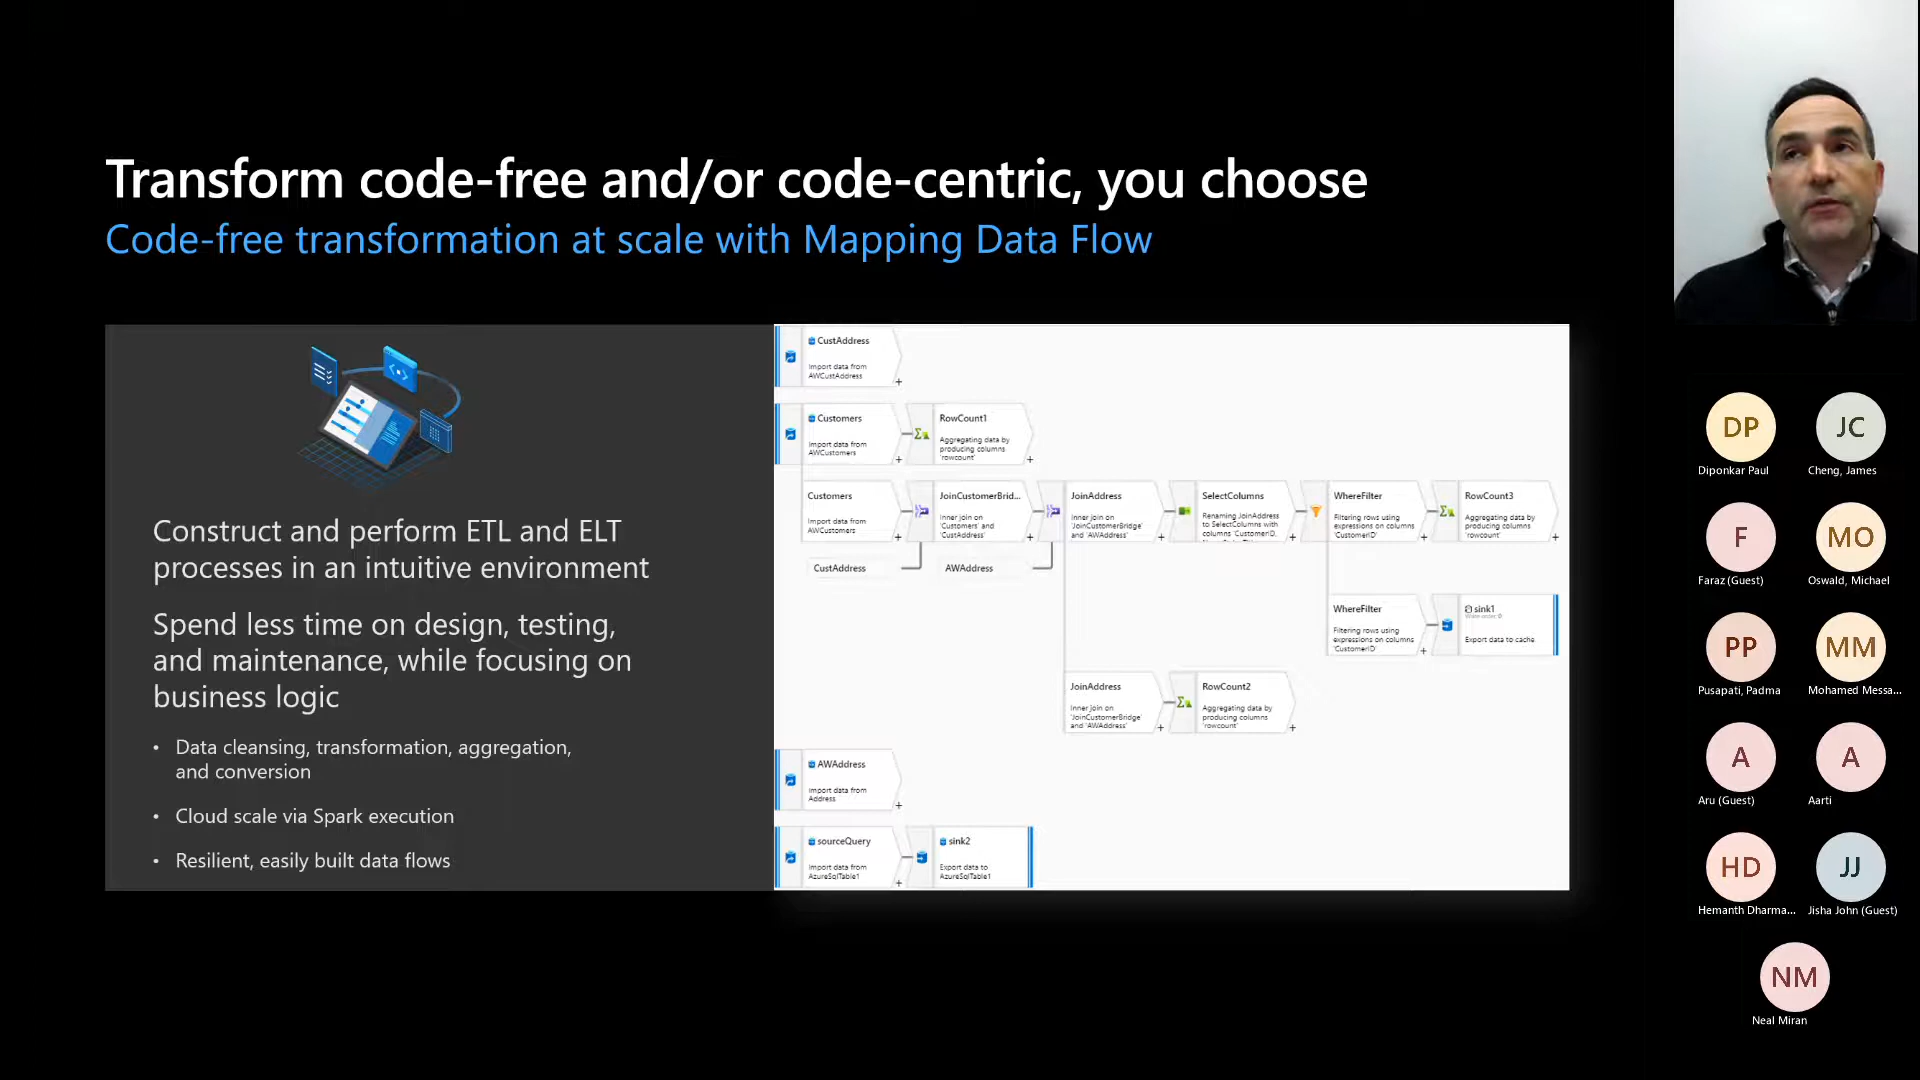 Transform code-free and/or code-centric, you choose
Code-free transformation at scale with Mapping Data Flow
Construct and perform ETL and ELT
processes in an intuitive environment
Spend less time on design, testing,
and maintenance, while focusing on
business logic
• Data cleansing, transformation, aggregation,
and conversion
• Cloud scale via Spark execution
• Resilient, easily built data flows
CustAddress
Import data from
AWCustAddress
+
Customers
Import data from
AWCustomers
+
RowCount1
Aggregating data by
producing columns
'rowcount'
+
Customers
Import data from
AWCustomers
+
JoinCustomerBrid...
Inner join on
'Customers' and
'CustAddress'
+
JoinAddress
Inner join on
'JoinCustomerBridge'
and 'AWAddress'
+
SelectColumns
Renaming JoinAddress
to SelectColumns with
columns 'CustomerID,
+
WhereFilter
Filtering rows using
expressions on columns
'CustomerID'
+
RowCount3
Aggregating data by
producing columns
'rowcount'
+
CustAddress
AWAddress
WhereFilter
Filtering rows using
expressions on columns
'CustomerID'
+
sink1
Export data to cache
JoinAddress
Inner join on
'JoinCustomerBridge'
and 'AWAddress'
+
RowCount2
Aggregating data by
producing columns
'rowcount'
+
AWAddress
Import data from
Address
+
sourceQuery
Import data from
AzureSqlTable1
+
sink2
Export data to
AzureSqlTable1
DP
Diponkar Paul
JC
Cheng, James
F
Faraz (Guest)
MO
Oswald, Michael
PP
Pusapati, Padma
MM
Mohamed Messa...
A
Aru (Guest)
A
Aarti
HD
Hemanth Dharma...
JJ
Jisha John (Guest)
NM
Neal Miran